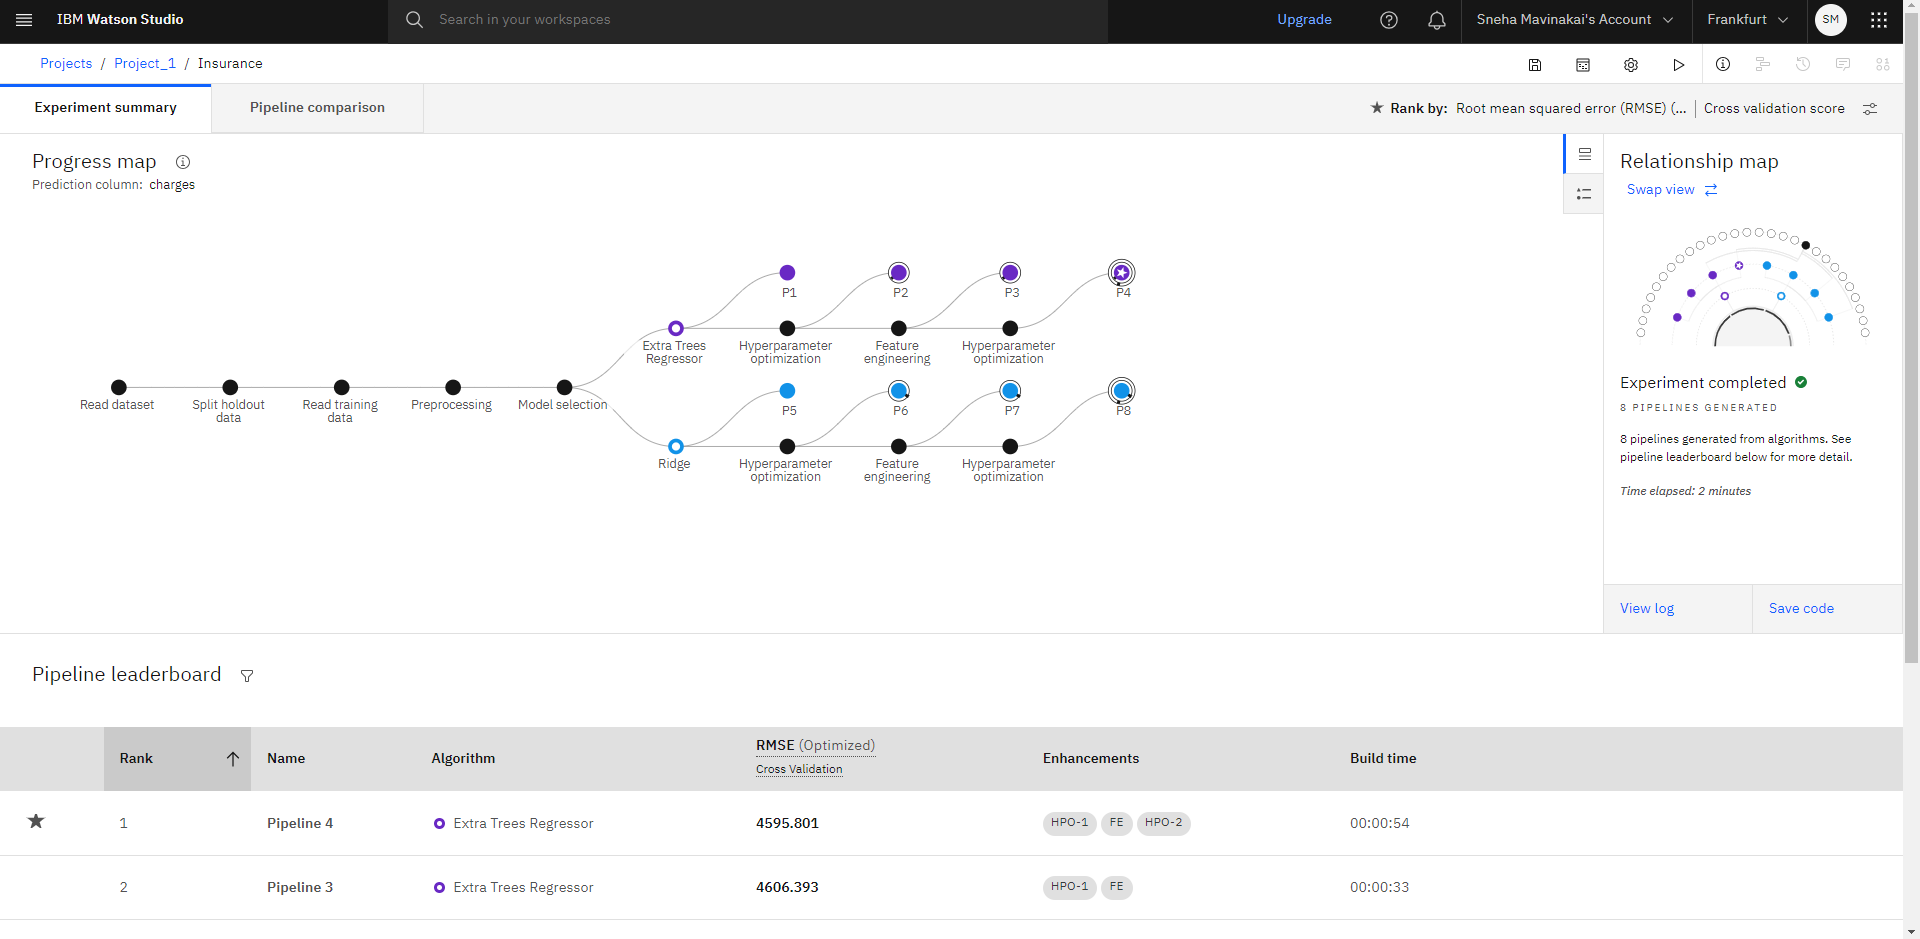 IBM Watson Studio
Search in your workspaces
Upgrade
Sneha Mavinakai's Account
Frankfurt
SM
Projects / Project_1 / Insurance
Experiment summary
Pipeline comparison
Rank by: Root mean squared error (RMSE) (... | Cross validation score
Progress map
Prediction column: charges
P1
P2
P3
P4
Extra Trees
Regressor
Hyperparameter
optimization
Feature
engineering
Hyperparameter
optimization
Read dataset
Split holdout
data
Read training
data
Preprocessing
Model selection
P5
P6
P7
P8
Ridge
Hyperparameter
optimization
Feature
engineering
Hyperparameter
optimization
Relationship map
Swap view
Experiment completed
8 PIPELINES GENERATED
8 pipelines generated from algorithms. See
pipeline leaderboard below for more detail.
Time elapsed: 2 minutes
View log
Save code
Pipeline leaderboard
Rank
Name
Algorithm
RMSE (Optimized)
Cross Validation
Enhancements
Build time
1
Pipeline 4
Extra Trees Regressor
4595.801
HPO-1
FE
HPO-2
00:00:54
2
Pipeline 3
Extra Trees Regressor
4606.393
HPO-1
FE
00:00:33